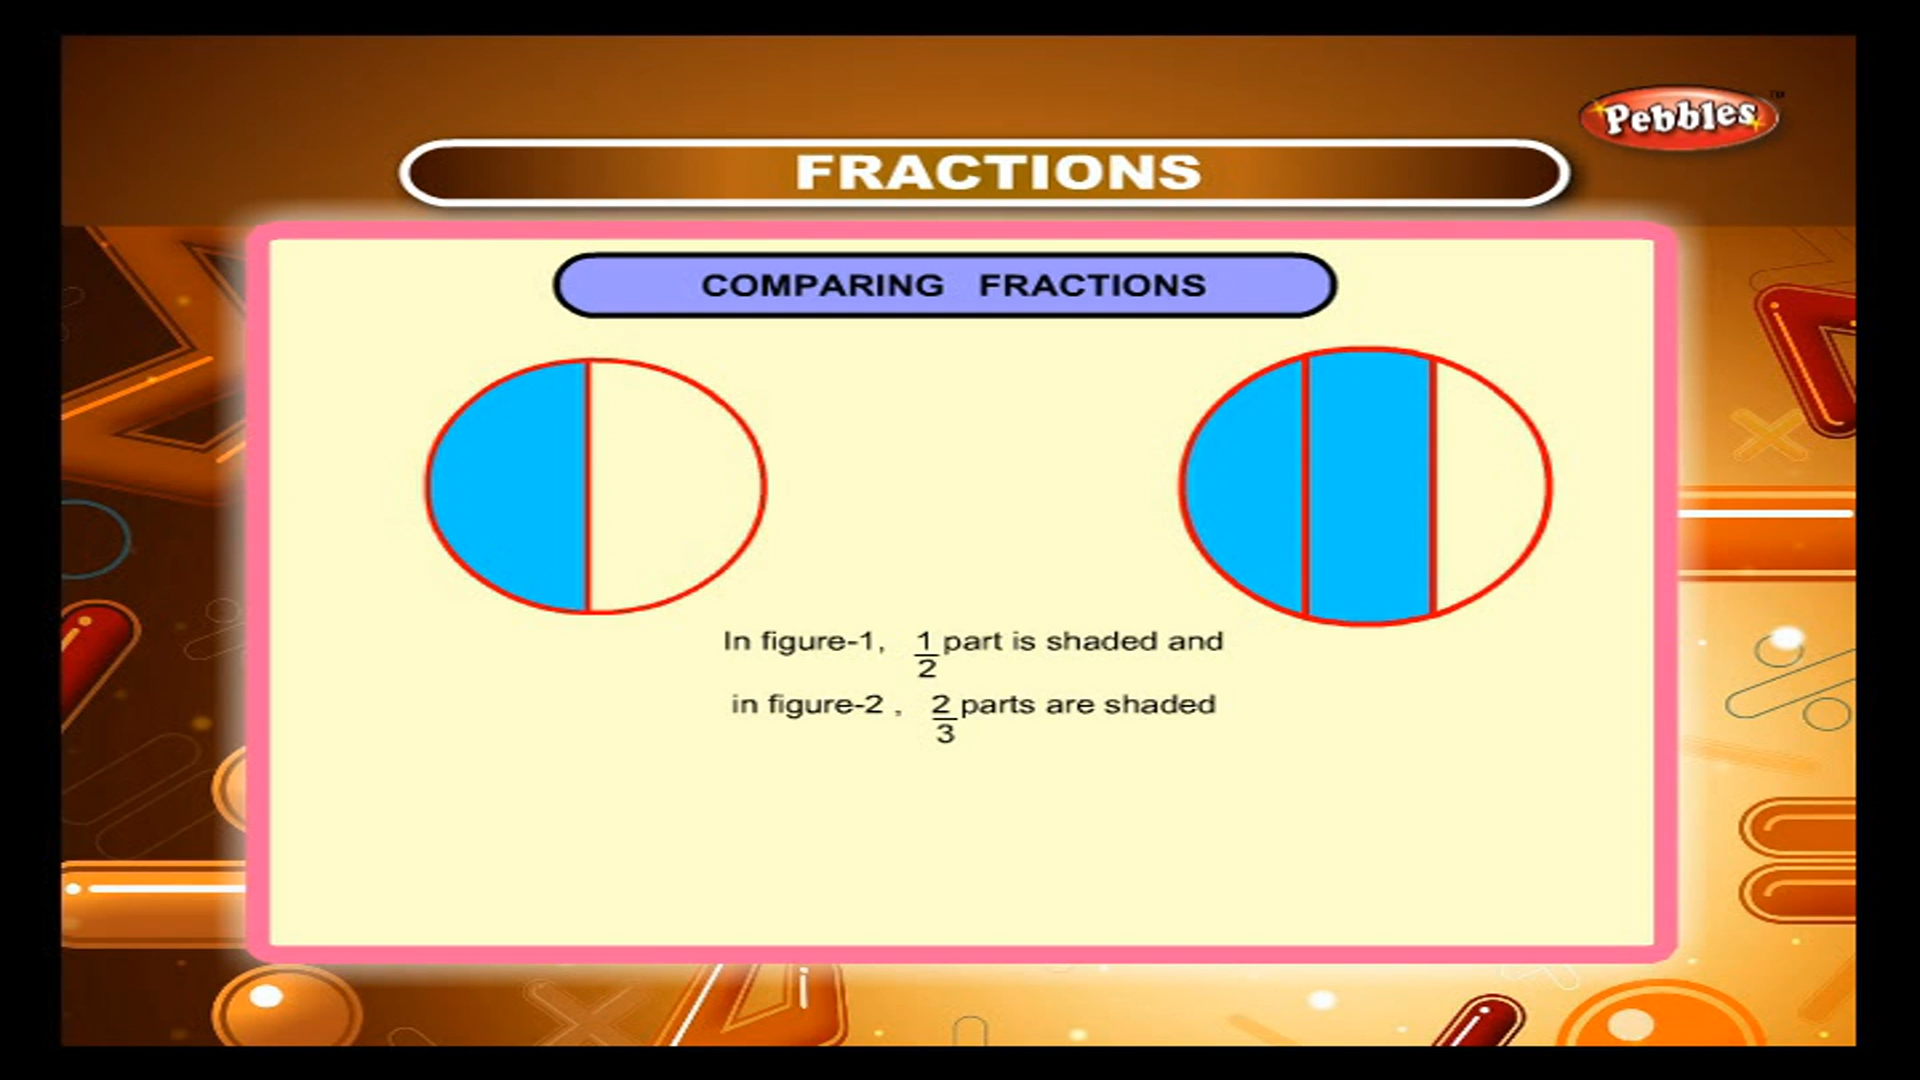 Pebbles™
FRACTIONS
COMPARING FRACTIONS
In figure-1, 1/2 part is shaded and
in figure-2 , 2/3 parts are shaded